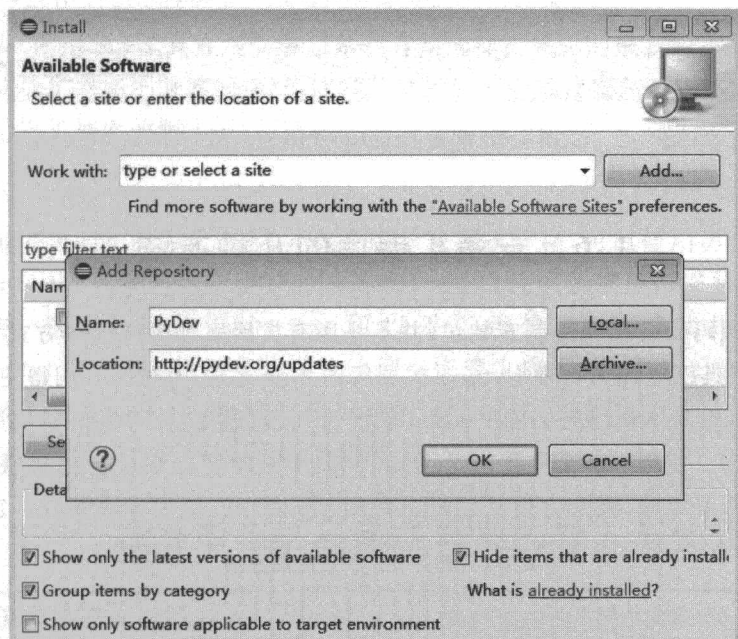 Install
Available Software
Select a site or enter the location of a site.
Work with: type or select a site Add...
Find more software by working with the "Available Software Sites" preferences.
type filter text
Nam
Add Repository
Name: PyDev Local...
Location: http://pydev.org/updates Archive...
Se
OK Cancel
Deta
Show only the latest versions of available software Hide items that are already install
Group items by category What is already installed?
Show only software applicable to target environment